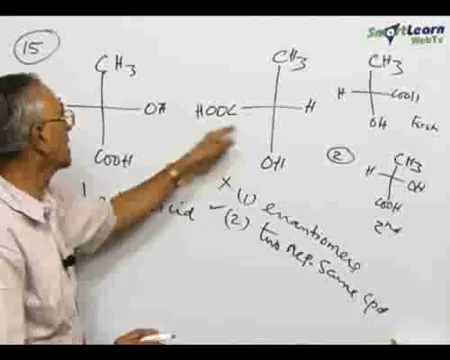 SmartLearn
WebTv
15
CH3
OH
COOH
CH3
HOOC H
OH
CH3
H COOH
OH
(2)
CH3
H OH
COOH
2nd
acid
X (1) enantiomers
✓ (2) two rep. same cpd